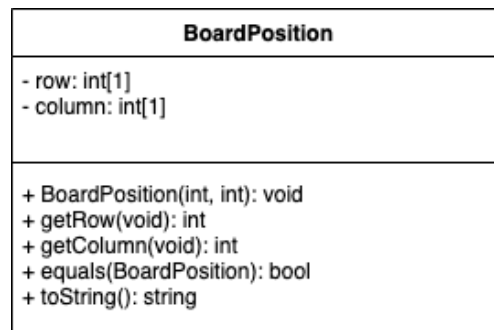 BoardPosition
- row: int[1]
- column: int[1]
+ BoardPosition(int, int): void
+ getRow(void): int
+ getColumn(void): int
+ equals(BoardPosition): bool
+ toString(): string